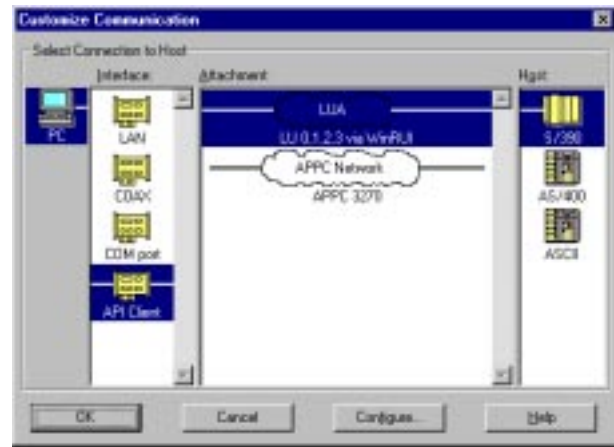 Customize Communication
Select Connection to Host
Interface
Attachment
Host
PC
LAN
COAX
COM port
API Client
LUA
LU 0,1,2,3 via WinRUI
APPC Network
APPC 3270
S/390
AS/400
ASCII
OK
Cancel
Configure...
Help